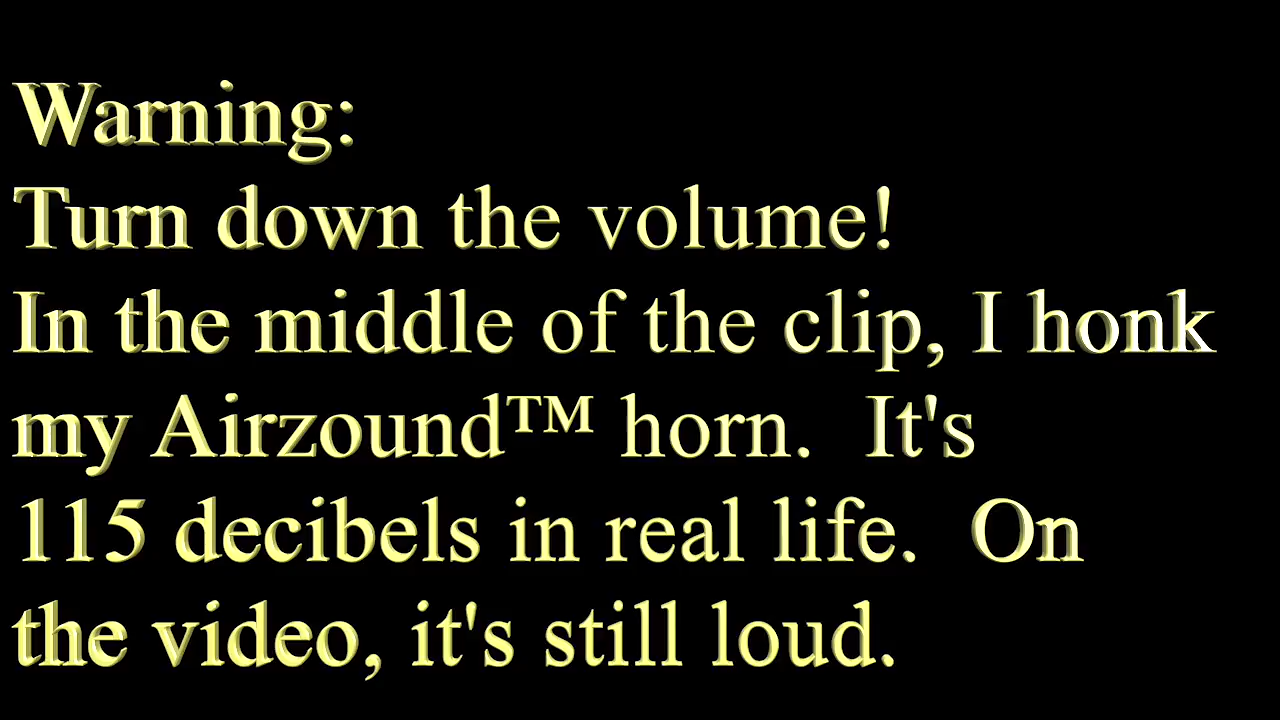 Warning:
Turn down the volume!
In the middle of the clip, I honk
my Airzound™ horn.  It's
115 decibels in real life.  On
the video, it's still loud.